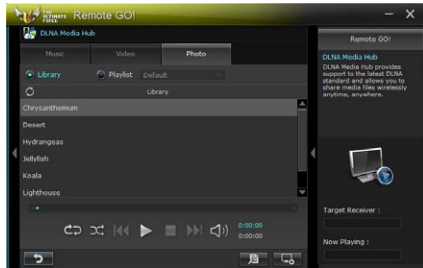 THE ULTIMATE FORCE Remote GO!
DLNA Media Hub
Music Video Photo
Library Playlist Default
Library
Chrysanthemum
Desert
Hydrangeas
Jellyfish
Koala
Lighthouse
0:00:00
0:00:00
Remote GO!
DLNA Media Hub
DLNA Media Hub provides
support to the latest DLNA
standard and allows you to
share media files wirelessly
anytime, anywhere.
Target Receiver :
Now Playing :